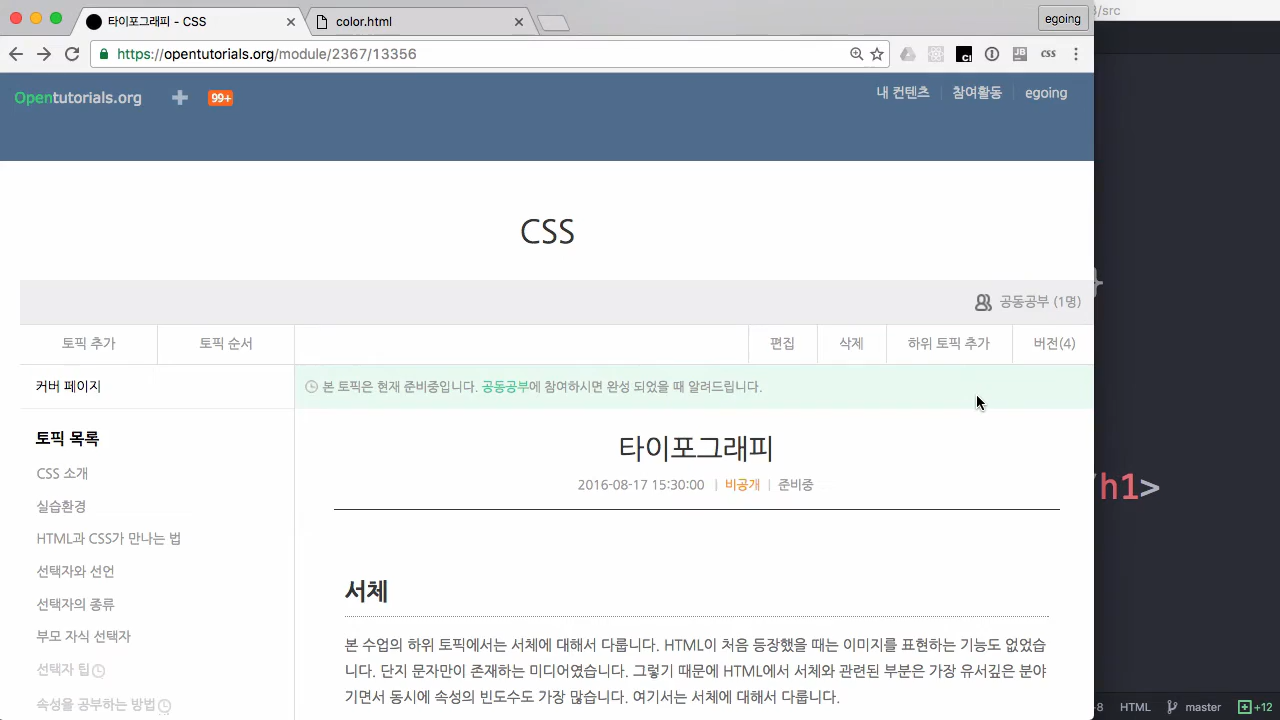 타이포그래피 - CSS
color.html
egoing
3/src
https://opentutorials.org/module/2367/13356
JB
css
Opentutorials.org
99+
내 컨텐츠
참여활동
egoing
CSS
}
공동공부 (1명)
토픽 추가
토픽 순서
편집
삭제
하위 토픽 추가
버전(4)
커버 페이지
본 토픽은 현재 준비중입니다. 공동공부에 참여하시면 완성 되었을 때 알려드립니다.
토픽 목록
타이포그래피
CSS 소개
2016-08-17 15:30:00 | 비공개 | 준비중
/h1>
실습환경
HTML과 CSS가 만나는 법
선택자와 선언
서체
선택자의 종류
부모 자식 선택자
본 수업의 하위 토픽에서는 서체에 대해서 다룹니다. HTML이 처음 등장했을 때는 이미지를 표현하는 기능도 없었습
니다. 단지 문자만이 존재하는 미디어였습니다. 그렇기 때문에 HTML에서 서체와 관련된 부분은 가장 유서깊은 분야
기면서 동시에 속성의 빈도수도 가장 많습니다. 여기서는 서체에 대해서 다룹니다.
선택자 팁
속성을 공부하는 방법
-8
HTML
master
+12